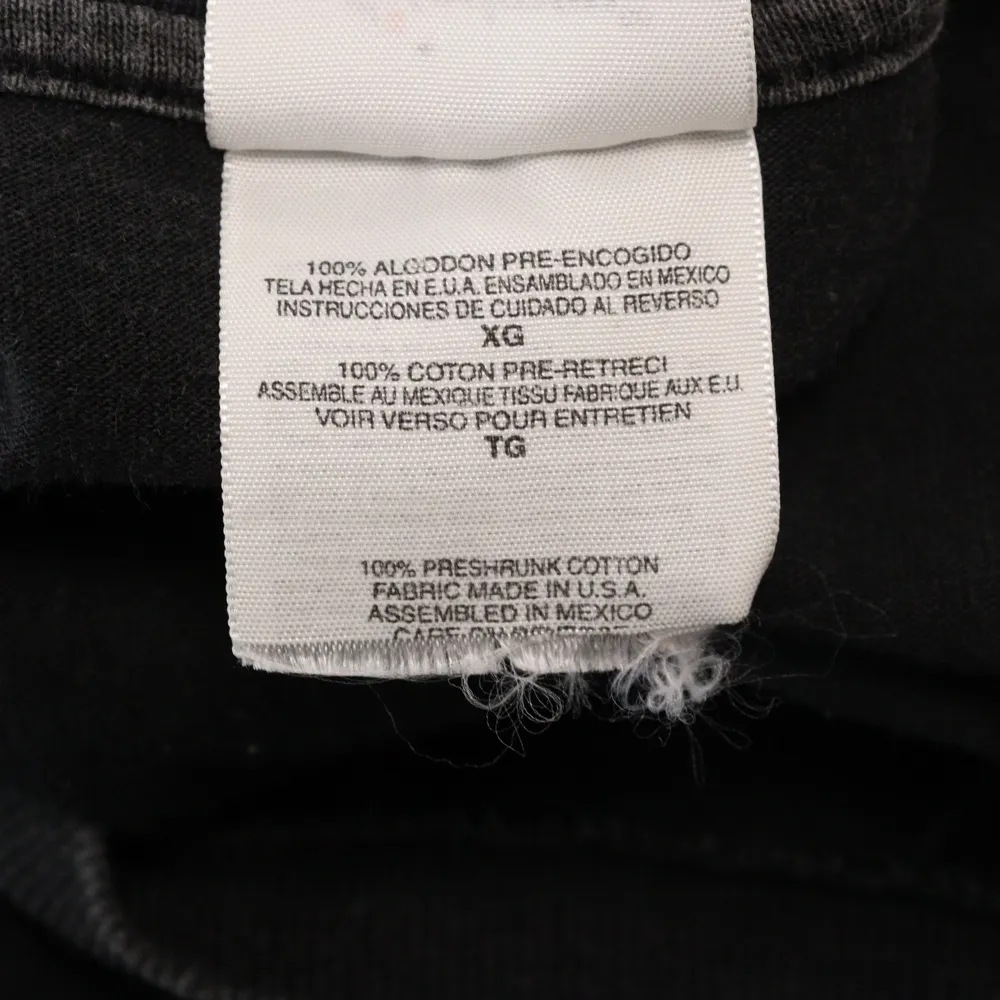 100% ALGODON PRE-ENCOGIDO
TELA HECHA EN E.U.A. ENSAMBLADO EN MEXICO
INSTRUCCIONES DE CUIDADO AL REVERSO
XG
100% COTON PRE-RETRECI
ASSEMBLE AU MEXIQUE TISSU FABRIQUE AUX E.U.
VOIR VERSO POUR ENTRETIEN
TG
100% PRESHRUNK COTTON
FABRIC MADE IN U.S.A.
ASSEMBLED IN MEXICO
CARE